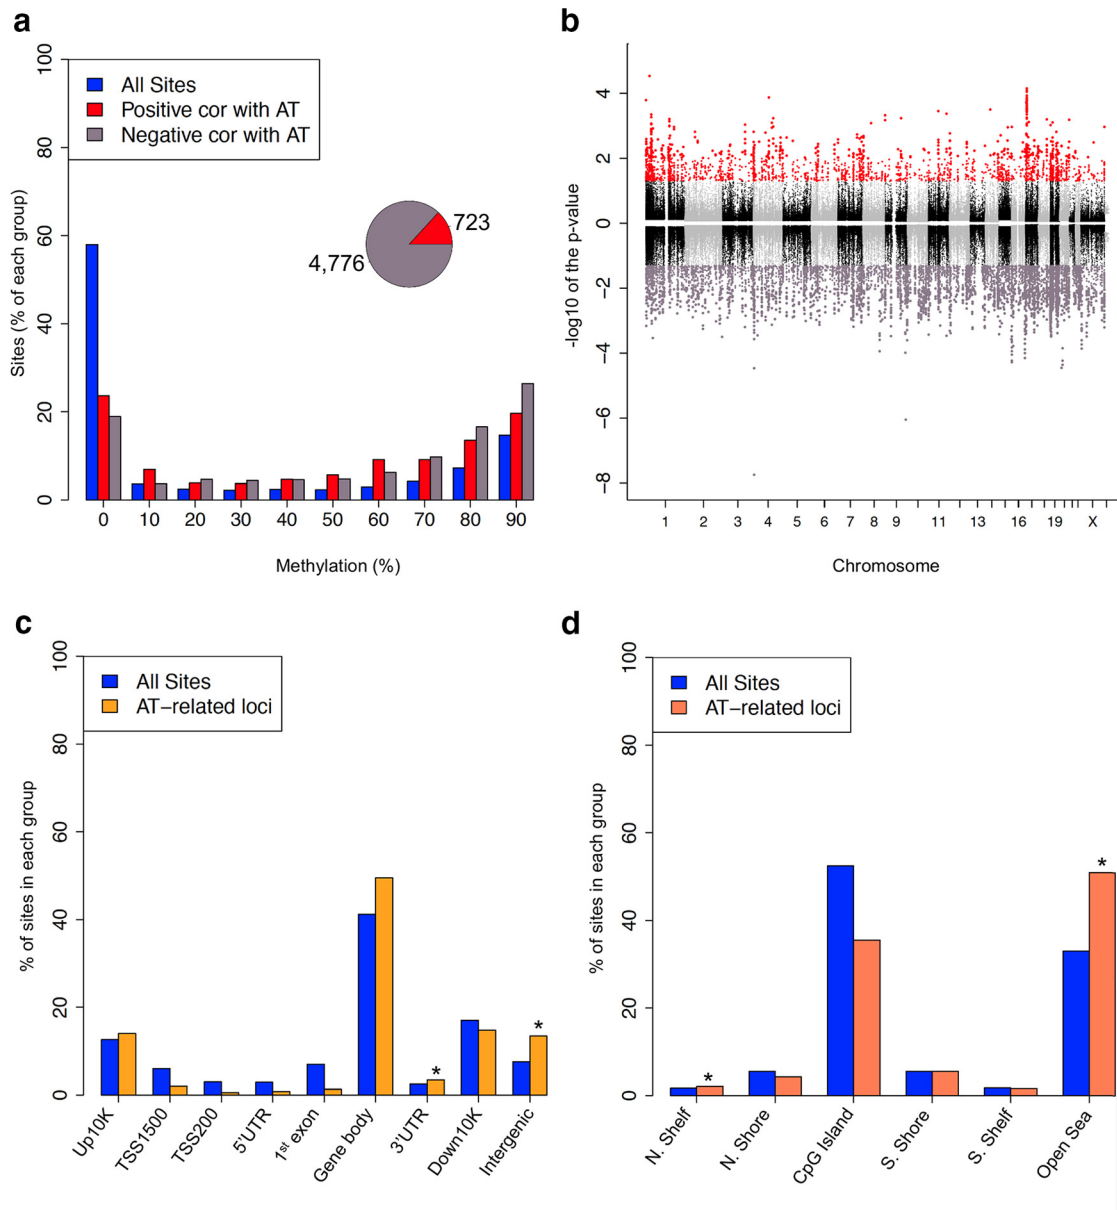 a
All Sites
Positive cor with AT
Negative cor with AT
Sites (% of each group)
100
80
60
40
20
0
723
4,776
0 10 20 30 40 50 60 70 80 90
Methylation (%)
b
-log10 of the p-value
4
2
0
−2
−4
−6
−8
1 2 3 4 5 6 7 8 9 11 13 16 19 X
Chromosome
c
All Sites
AT−related loci
% of sites in each group
100
80
60
40
20
0
*
*
Up10K
TSS1500
TSS200
5'UTR
1st exon
Gene body
3'UTR
Down10K
Intergenic
d
All Sites
AT−related loci
% of sites in each group
100
80
60
40
20
0
*
*
N. Shelf
N. Shore
CpG Island
S. Shore
S. Shelf
Open Sea